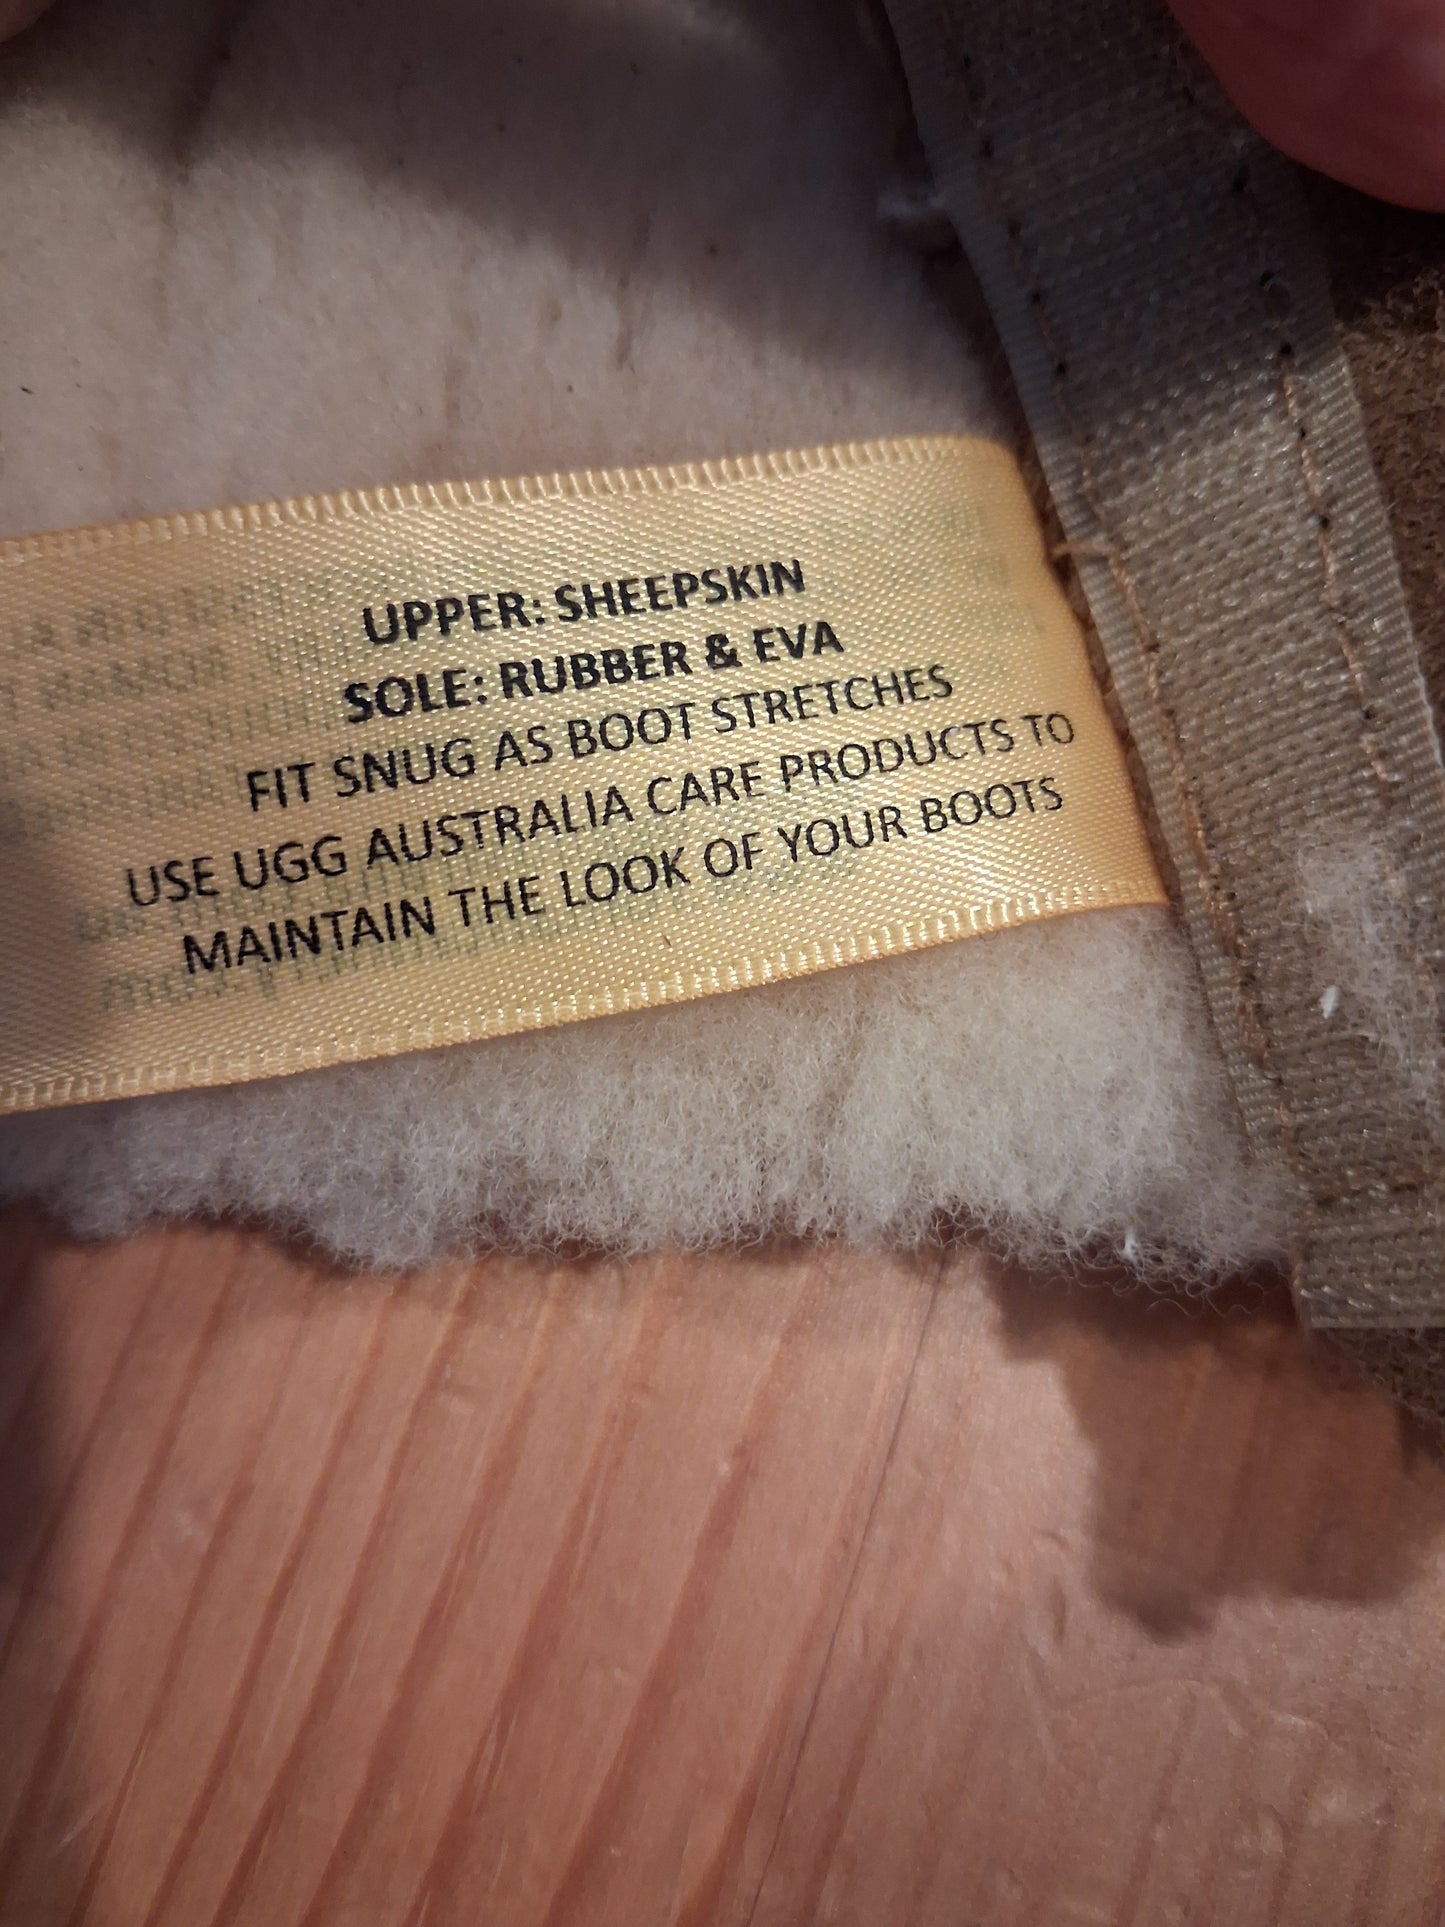 UPPER: SHEEPSKIN
SOLE: RUBBER & EVA
FIT SNUG AS BOOT STRETCHES
USE UGG AUSTRALIA CARE PRODUCTS TO
MAINTAIN THE LOOK OF YOUR BOOTS